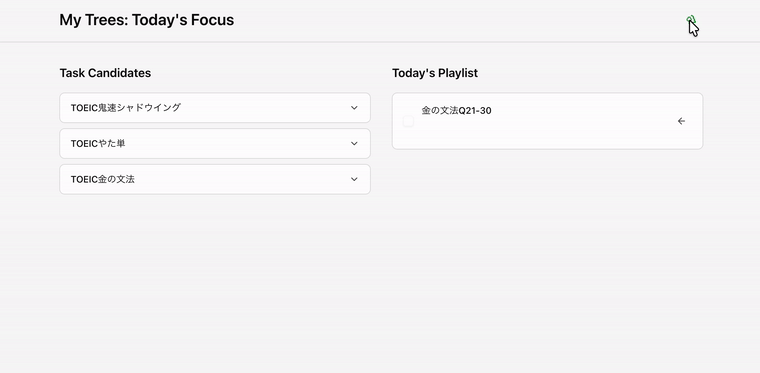 My Trees: Today's Focus
Task Candidates
TOEIC鬼速シャドウイング
TOEICやた単
TOEIC金の文法
Today's Playlist
金の文法Q21-30